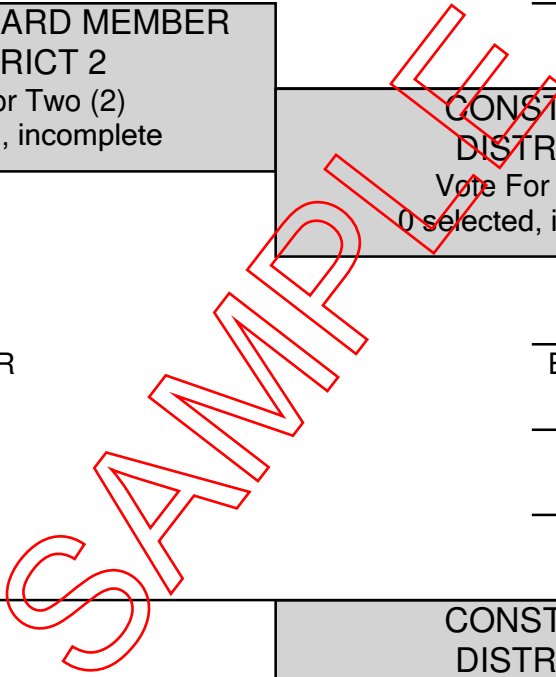 ARD MEMBER
RICT 2
or Two (2)
, incomplete
CONST
DISTR
Vote For
0 selected, i
R
E
CONST
DISTR
SAMPLE